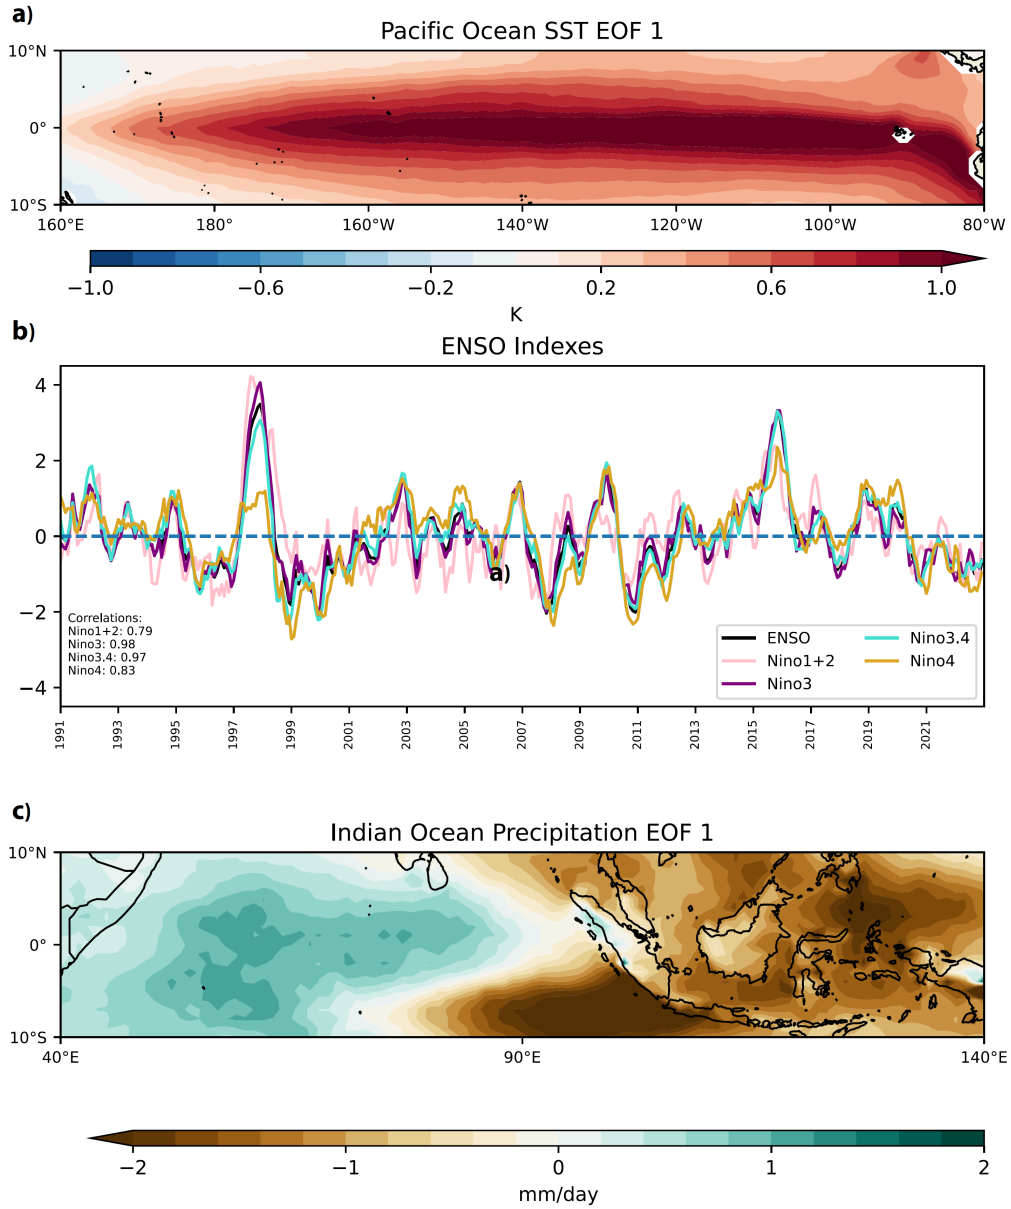 a)
Pacific Ocean SST EOF 1
10°N
0°
10°S
160°E 180° 160°W 140°W 120°W 100°W 80°W
−1.0 −0.6 −0.2 0.2 0.6 1.0
K
b)
ENSO Indexes
4
2
0
−2
−4
a)
Correlations:
Nino1+2: 0.79
Nino3: 0.98
Nino3.4: 0.97
Nino4: 0.83
ENSO
Nino1+2
Nino3
Nino3.4
Nino4
1991 1993 1995 1997 1999 2001 2003 2005 2007 2009 2011 2013 2015 2017 2019 2021
c)
Indian Ocean Precipitation EOF 1
10°N
0°
10°S
40°E 90°E 140°E
−2 −1 0 1 2
mm/day